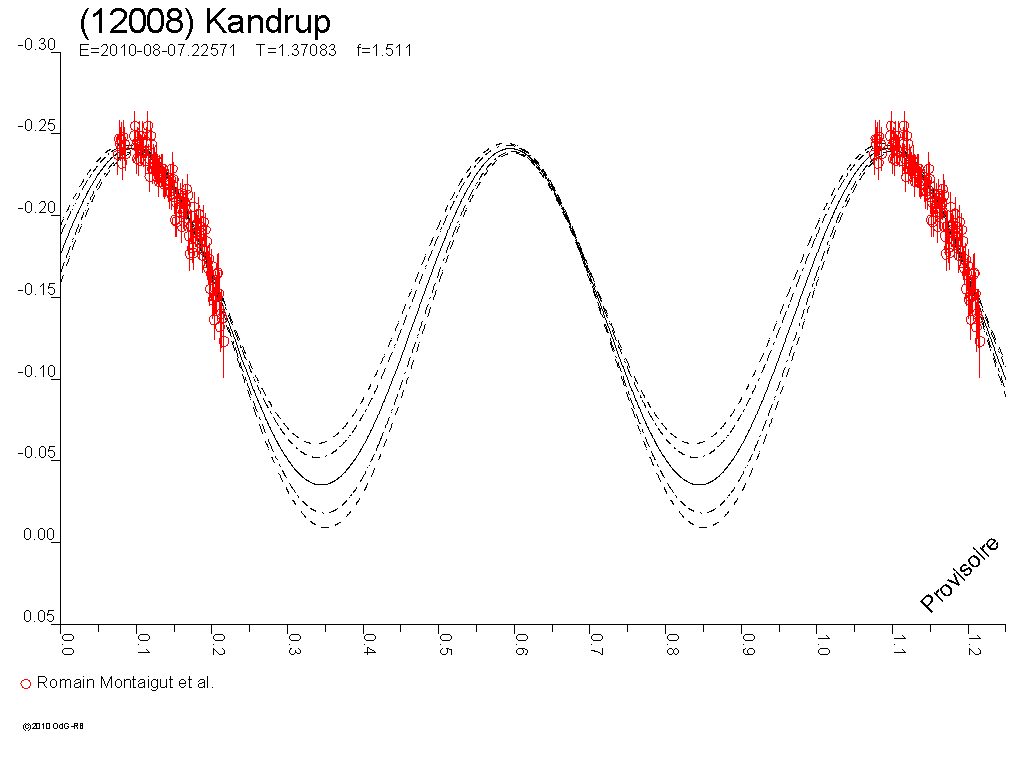 (12008) Kandrup
E=2010-08-07.22571 T=1.37083 f=1.511
-0.30
-0.25
-0.20
-0.15
-0.10
-0.05
0.00
0.05
0.0 0.1 0.2 0.3 0.4 0.5 0.6 0.7 0.8 0.9 1.0 1.1 1.2
Provisoire
Romain Montaigut et al.
©2010 OdG-RB